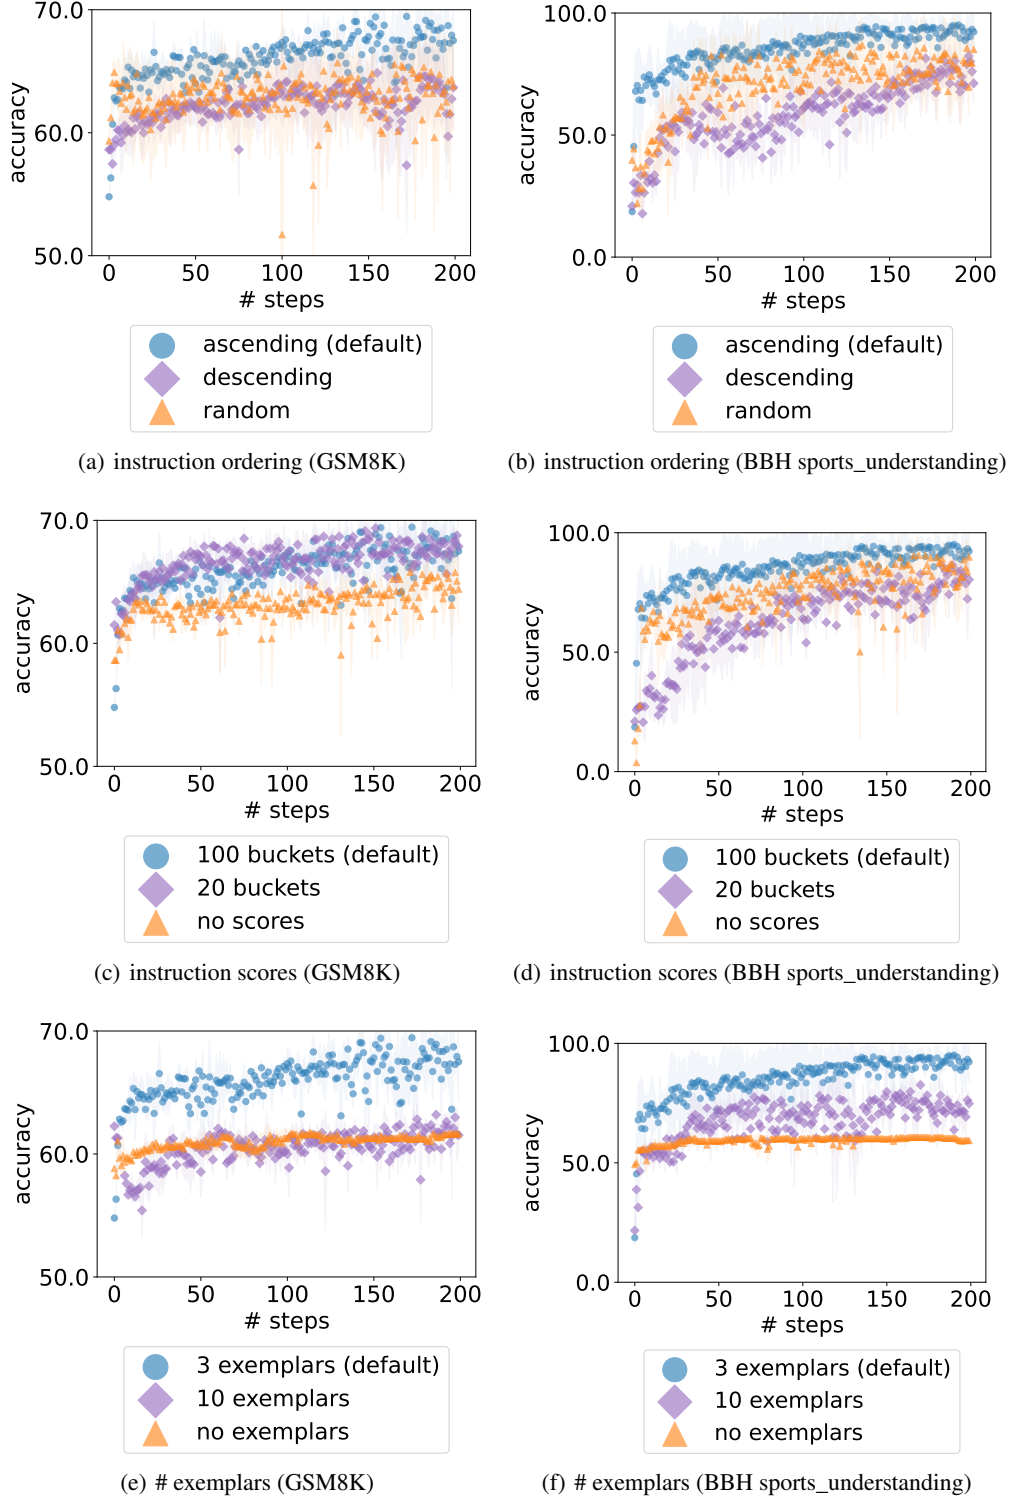 70.0
60.0
50.0
accuracy
0 50 100 150 200
# steps
ascending (default)
descending
random
(a) instruction ordering (GSM8K)
100.0
50.0
0.0
accuracy
0 50 100 150 200
# steps
ascending (default)
descending
random
(b) instruction ordering (BBH sports_understanding)
70.0
60.0
50.0
accuracy
0 50 100 150 200
# steps
100 buckets (default)
20 buckets
no scores
(c) instruction scores (GSM8K)
100.0
50.0
0.0
accuracy
0 50 100 150 200
# steps
100 buckets (default)
20 buckets
no scores
(d) instruction scores (BBH sports_understanding)
70.0
60.0
50.0
accuracy
0 50 100 150 200
# steps
3 exemplars (default)
10 exemplars
no exemplars
(e) # exemplars (GSM8K)
100.0
50.0
0.0
accuracy
0 50 100 150 200
# steps
3 exemplars (default)
10 exemplars
no exemplars
(f) # exemplars (BBH sports_understanding)